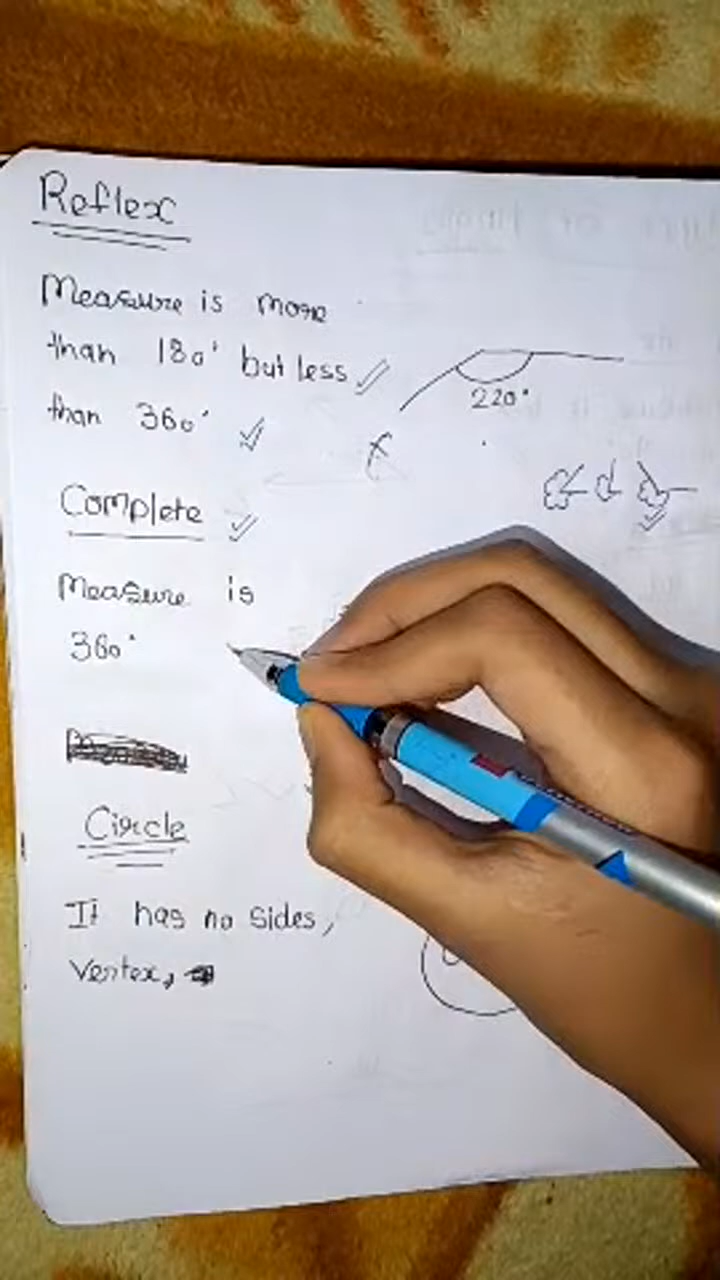 Reflex
Measure is more
than 180° but less
than 360°
220°
Complete
Measure is
360°
Circle
It has no sides,
Vertex,